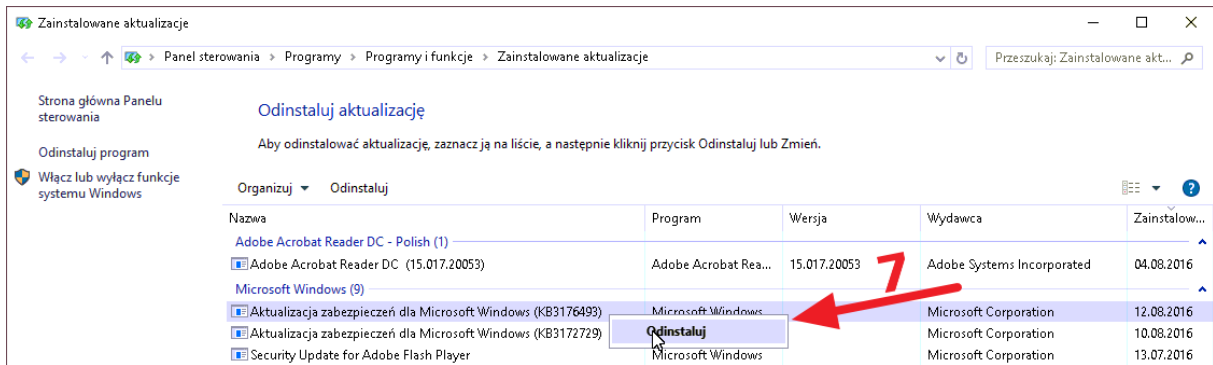 Zainstalowane aktualizacje
Panel sterowania > Programy > Programy i funkcje > Zainstalowane aktualizacje
Przeszukaj: Zainstalowane akt...
Strona główna Panelu
sterowania
Odinstaluj program
Włącz lub wyłącz funkcje
systemu Windows
Odinstaluj aktualizację
Aby odinstalować aktualizację, zaznacz ją na liście, a następnie kliknij przycisk Odinstaluj lub Zmień.
Organizuj Odinstaluj ?
Nazwa Program Wersja Wydawca Zainstalow...
Adobe Acrobat Reader DC - Polish (1)
Adobe Acrobat Reader DC (15.017.20053) Adobe Acrobat Rea... 15.017.20053 Adobe Systems Incorporated 04.08.2016
7
Microsoft Windows (9)
Aktualizacja zabezpieczeń dla Microsoft Windows (KB3176493) Microsoft Windows Microsoft Corporation 12.08.2016
Odinstaluj
Aktualizacja zabezpieczeń dla Microsoft Windows (KB3172729) Microsoft Corporation 10.08.2016
Security Update for Adobe Flash Player Microsoft Windows Microsoft Corporation 13.07.2016